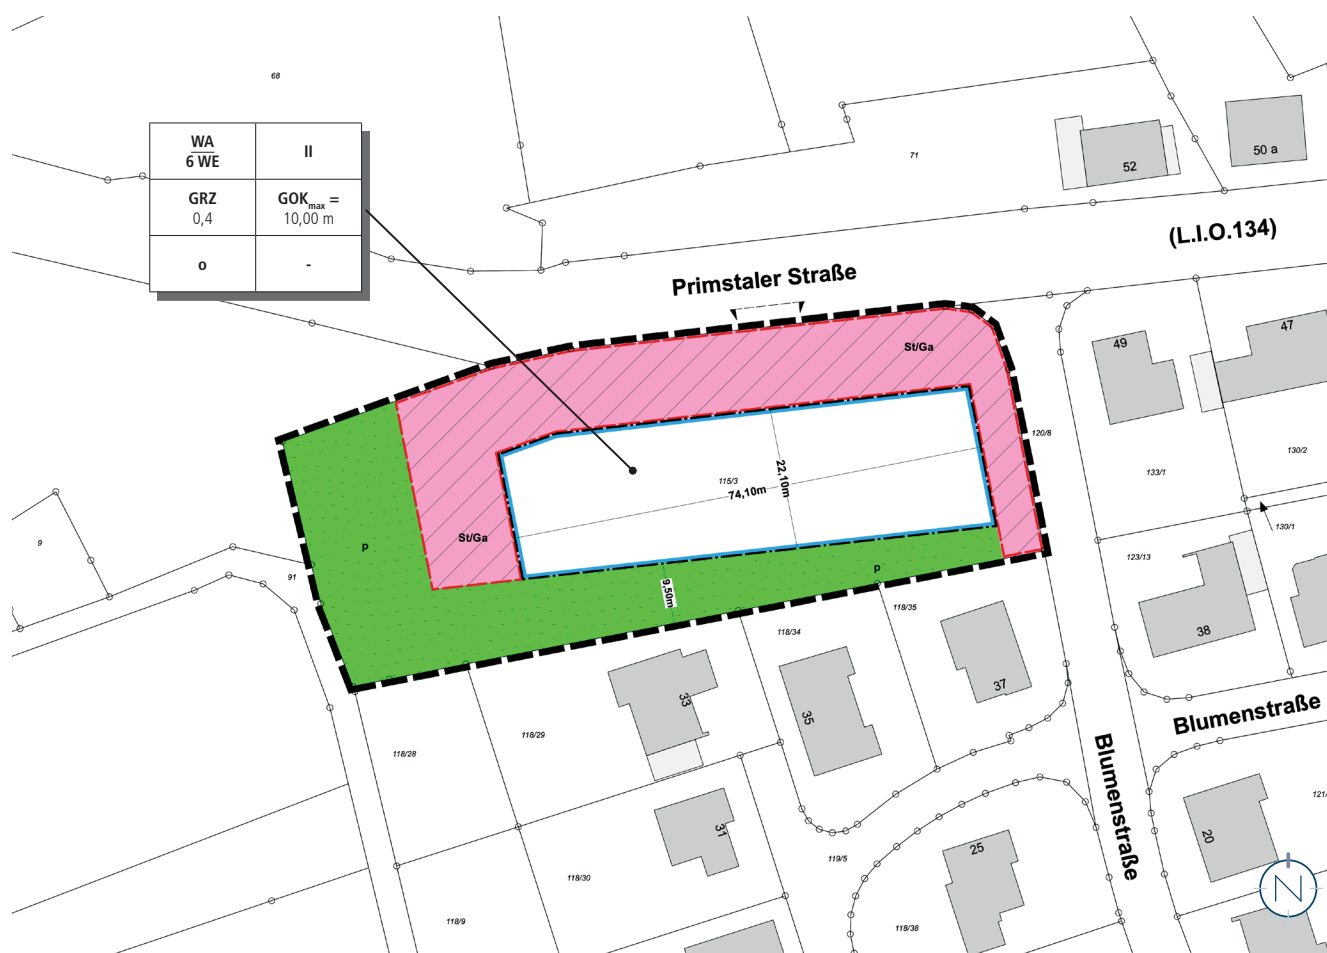 68
WA
6 WE
II
GRZ
0,4
GOKmax =
10,00 m
o
-
71
52
50 a
(L.I.O.134)
Primstaler Straße
St/Ga
49
47
120/8
133/1
130/2
115/3
74,10m
22,10m
St/Ga
p
p
9,50m
9
91
130/1
123/13
38
118/35
118/34
37
33
35
118/29
118/28
Blumenstraße
Blumenstraße
31
25
20
121/
119/5
118/30
118/9
118/38
N